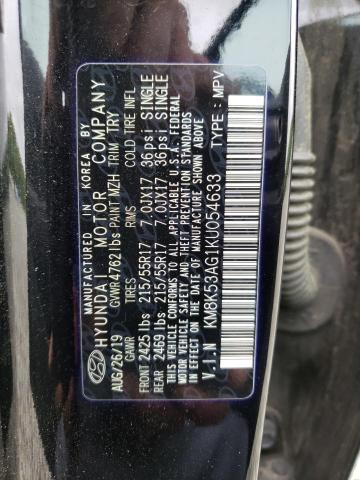 MANUFACTURED IN KOREA BY
HYUNDAI MOTOR COMPANY
AUG/26/19 GVWR 4762 lbs PAINT MZH TRIM TRY
GAWR TIRES RIMS COLD TIRE INFL
FRONT 2425 lbs 215/55R17 7.0JX17 36psi SINGLE
REAR 2469 lbs 215/55R17 7.0JX17 36psi SINGLE
THIS VEHICLE CONFORMS TO ALL APPLICABLE U.S.A. FEDERAL
MOTOR VEHICLE SAFETY, BUMPER, AND THEFT PREVENTION STANDARDS
IN EFFECT ON THE DATE OF MANUFACTURE SHOWN ABOVE.
V.I.N KM8K53AG1KU054633 TYPE : MPV